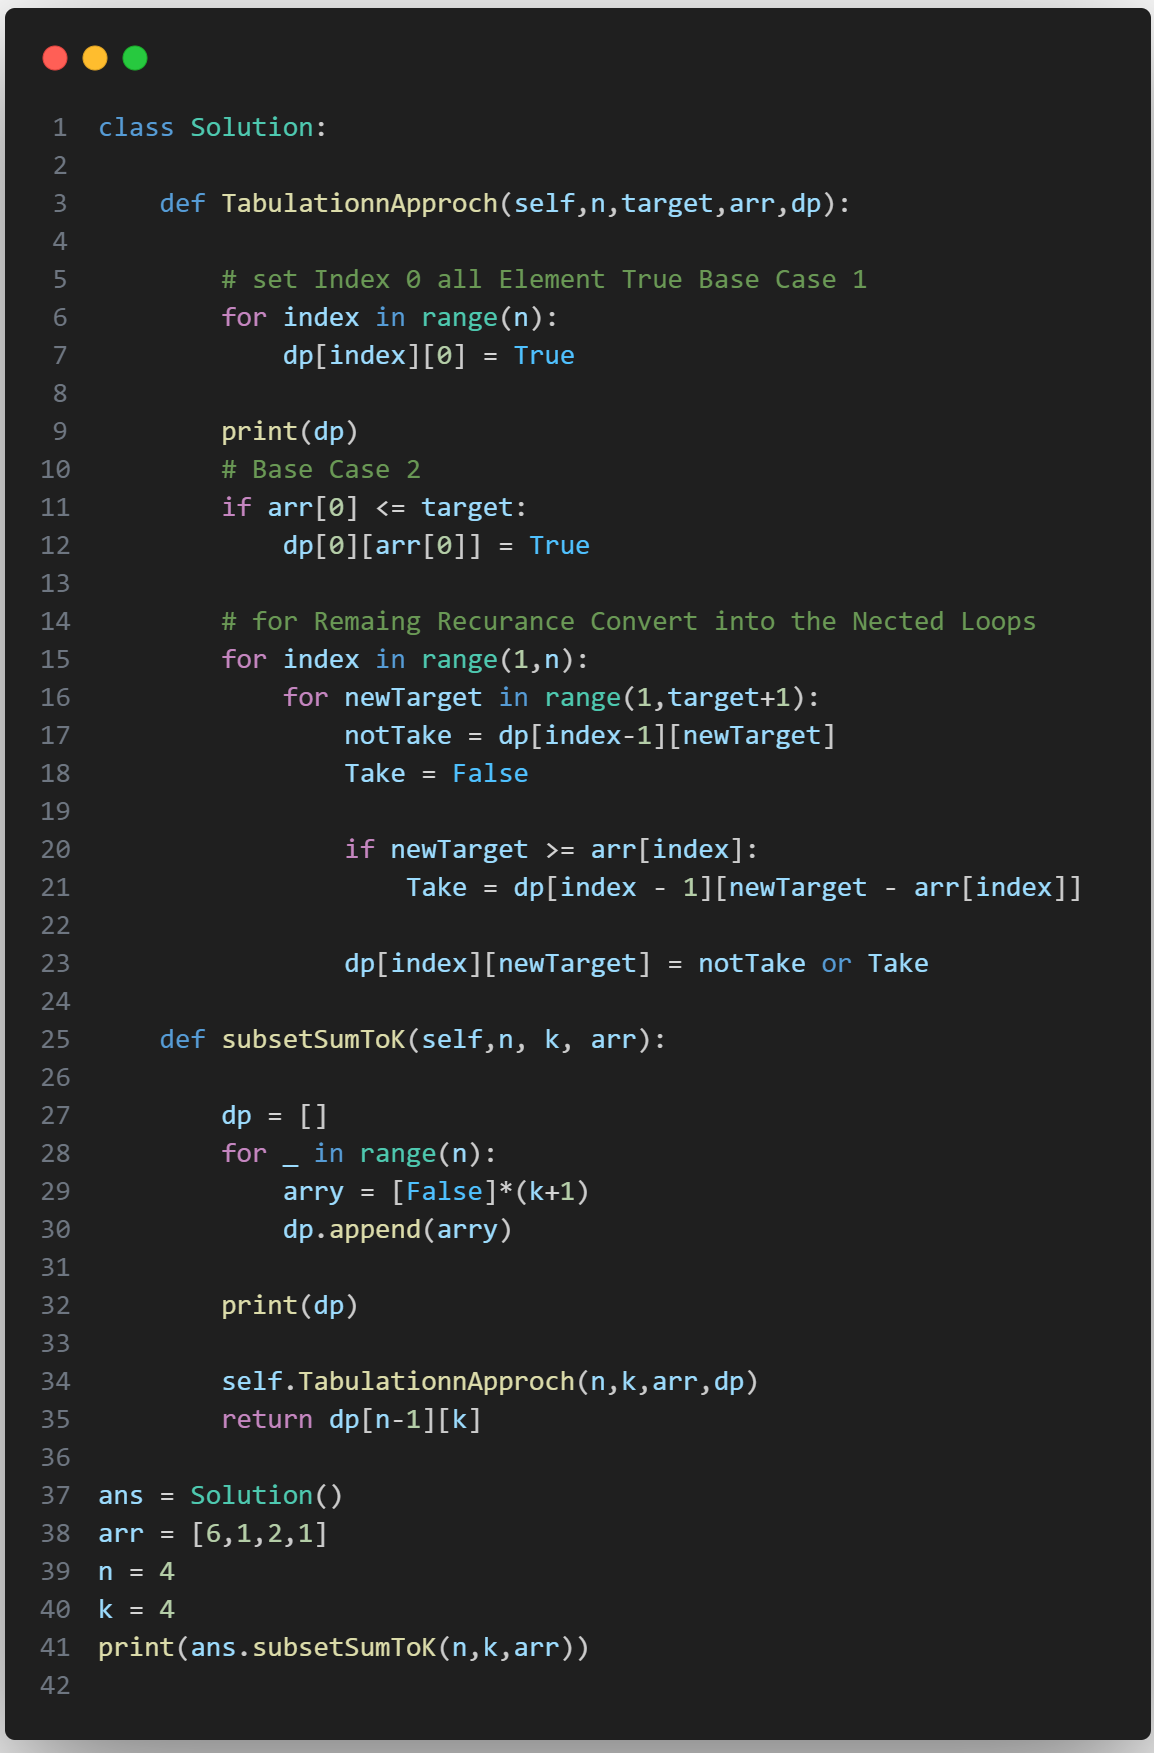 1 class Solution:
2
3     def TabulationnApproch(self,n,target,arr,dp):
4
5         # set Index 0 all Element True Base Case 1
6         for index in range(n):
7             dp[index][0] = True
8
9         print(dp)
10         # Base Case 2
11         if arr[0] <= target:
12             dp[0][arr[0]] = True
13
14         # for Remaing Recurance Convert into the Nected Loops
15         for index in range(1,n):
16             for newTarget in range(1,target+1):
17                 notTake = dp[index-1][newTarget]
18                 Take = False
19
20                 if newTarget >= arr[index]:
21                     Take = dp[index - 1][newTarget - arr[index]]
22
23                 dp[index][newTarget] = notTake or Take
24
25     def subsetSumToK(self,n, k, arr):
26
27         dp = []
28         for _ in range(n):
29             arry = [False]*(k+1)
30             dp.append(arry)
31
32         print(dp)
33
34         self.TabulationnApproch(n,k,arr,dp)
35         return dp[n-1][k]
36
37 ans = Solution()
38 arr = [6,1,2,1]
39 n = 4
40 k = 4
41 print(ans.subsetSumToK(n,k,arr))
42